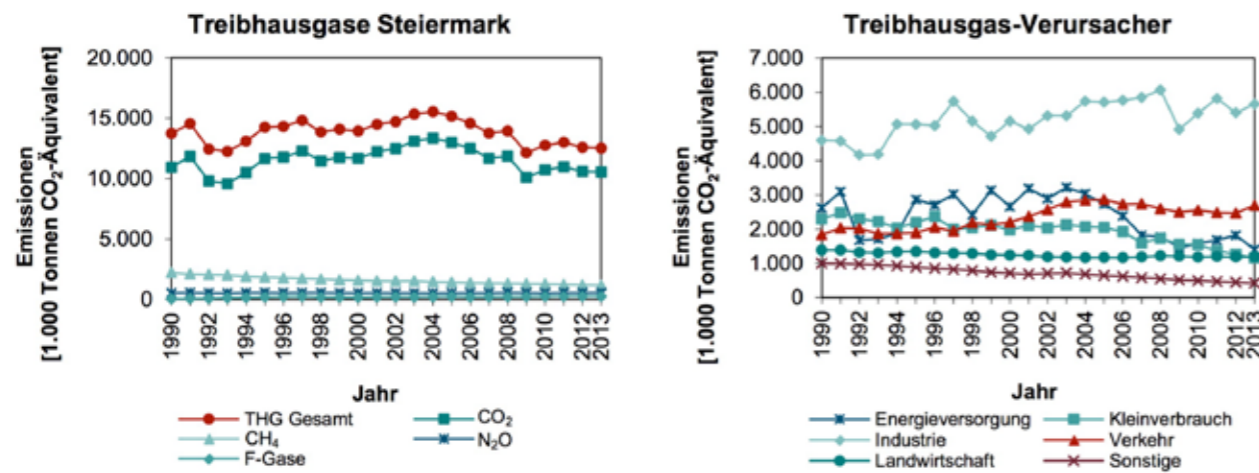 Treibhausgase Steiermark
Emissionen
[1.000 Tonnen CO₂-Äquivalent]
20.000
15.000
10.000
5.000
0
1990
1992
1994
1996
1998
2000
2002
2004
2006
2008
2010
2012
2013
Jahr
THG Gesamt
CO₂
CH₄
N₂O
F-Gase
Treibhausgas-Verursacher
Emissionen
[1.000 Tonnen CO₂-Äquivalent]
7.000
6.000
5.000
4.000
3.000
2.000
1.000
0
1990
1992
1994
1996
1998
2000
2002
2004
2006
2008
2010
2012
2013
Jahr
Energieversorgung
Kleinverbrauch
Industrie
Verkehr
Landwirtschaft
Sonstige